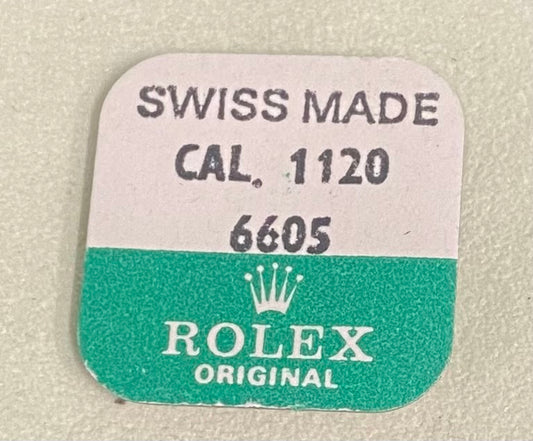 SWISS MADE
CAL. 1120
6605
ROLEX
ORIGINAL